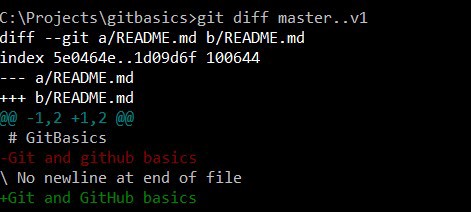 C:\Projects\gitbasics>git diff master..v1
diff --git a/README.md b/README.md
index 5e0464e..1d09d6f 100644
--- a/README.md
+++ b/README.md
@@ -1,2 +1,2 @@
 # GitBasics
-Git and github basics
\ No newline at end of file
+Git and GitHub basics